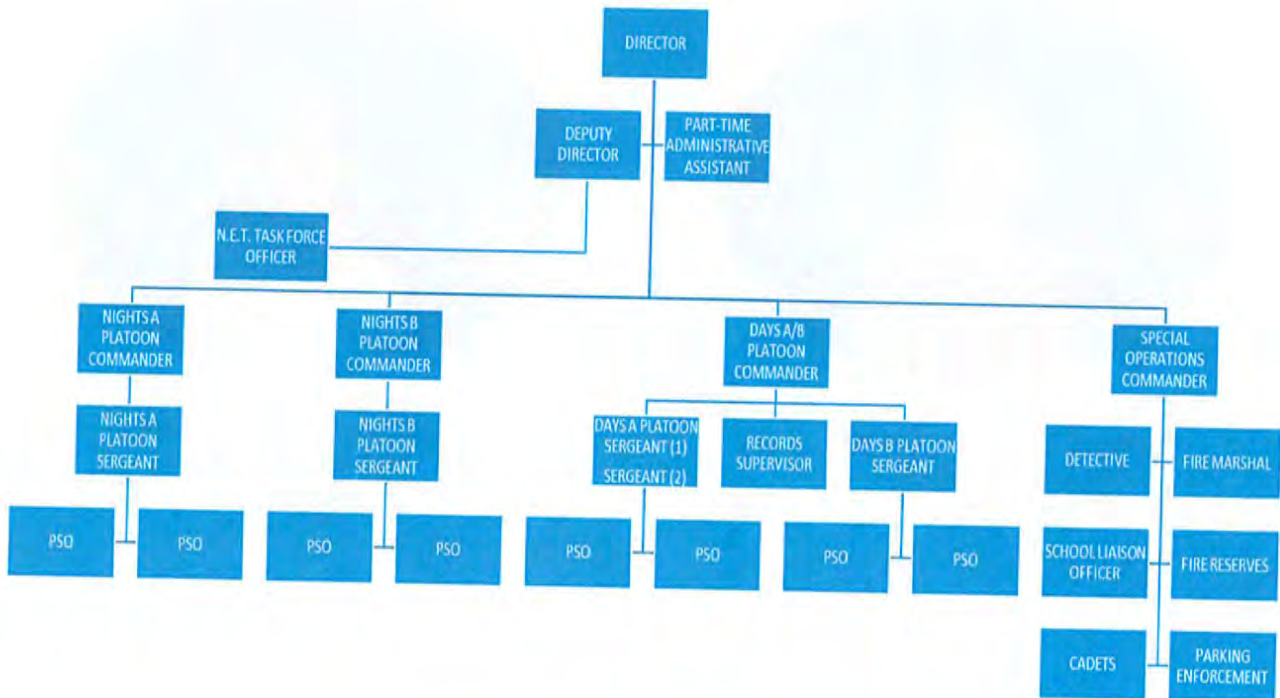 DIRECTOR
DEPUTY
DIRECTOR
PART-TIME
ADMINISTRATIVE
ASSISTANT
N.E.T. TASK FORCE
OFFICER
NIGHTS A
PLATOON
COMMANDER
NIGHTS B
PLATOON
COMMANDER
DAYS A/B
PLATOON
COMMANDER
SPECIAL
OPERATIONS
COMMANDER
NIGHTS A
PLATOON
SERGEANT
NIGHTS B
PLATOON
SERGEANT
DAYS A PLATOON
SERGEANT (1)
SERGEANT (2)
RECORDS
SUPERVISOR
DAYS B PLATOON
SERGEANT
DETECTIVE
FIRE MARSHAL
PSO
PSO
PSO
PSO
PSO
PSO
PSO
PSO
SCHOOL LIAISON
OFFICER
FIRE RESERVES
CADETS
PARKING
ENFORCEMENT